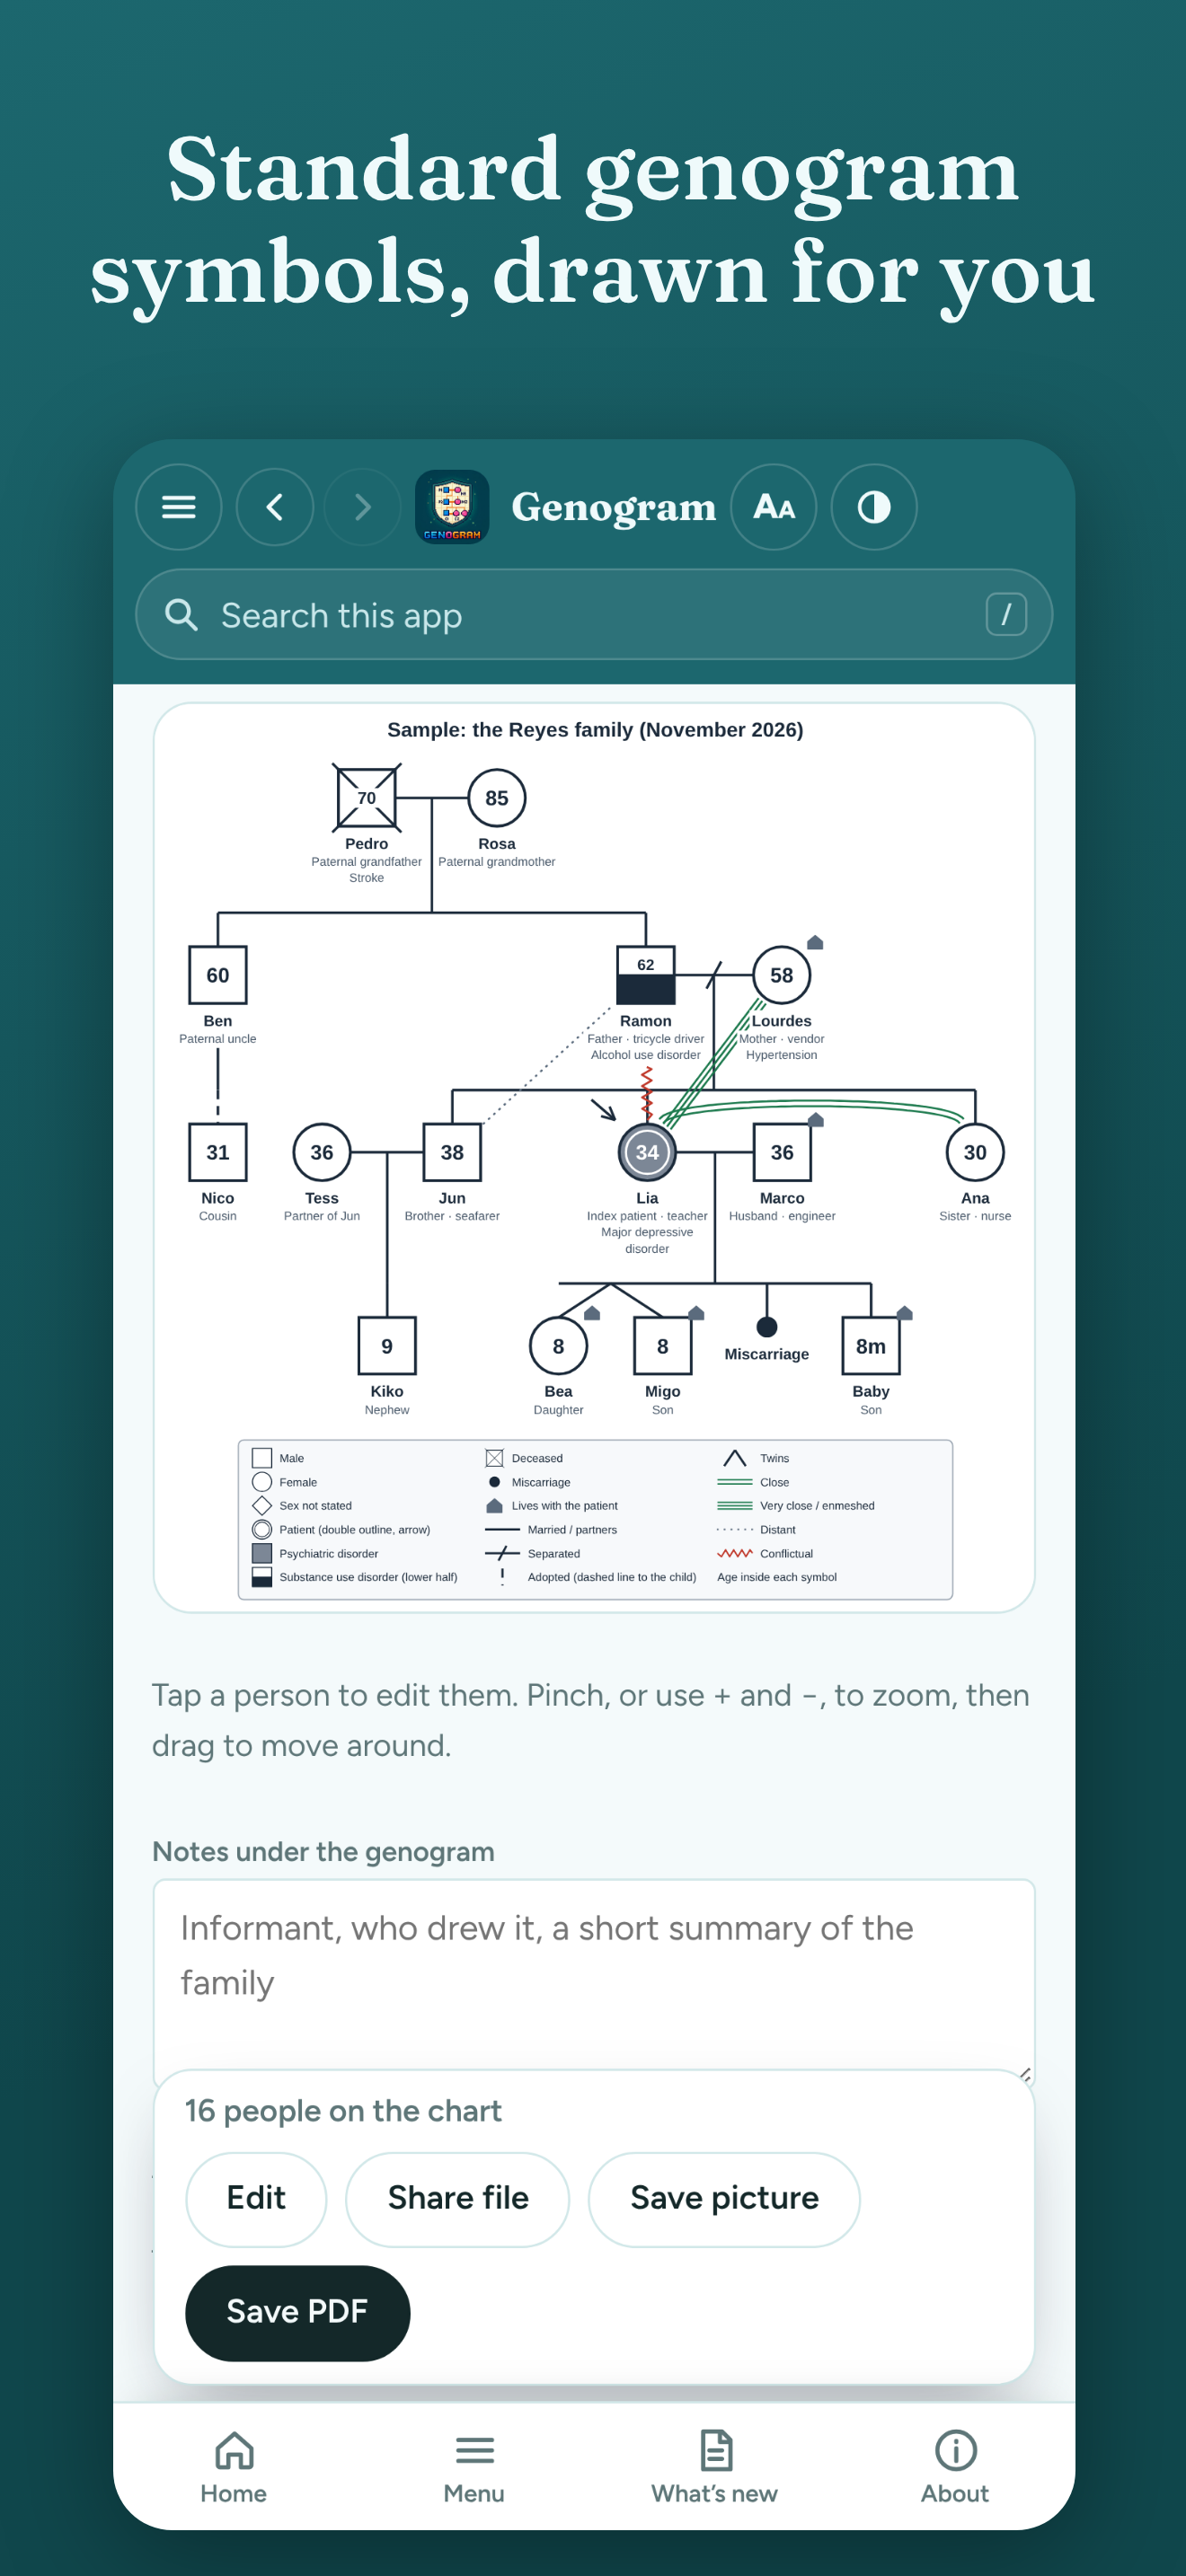 Standard genogram
symbols, drawn for you
GENOGRAM
Genogram
AA
Search this app
/
Sample: the Reyes family (November 2026)
70
85
Pedro
Rosa
Paternal grandfather
Paternal grandmother
Stroke
60
62
58
Ben
Ramon
Lourdes
Paternal uncle
Father · tricycle driver
Mother · vendor
Alcohol use disorder
Hypertension
31
36
38
34
36
30
Nico
Tess
Jun
Lia
Marco
Ana
Cousin
Partner of Jun
Brother · seafarer
Index patient · teacher
Husband · engineer
Sister · nurse
Major depressive
disorder
9
8
8
Miscarriage
8m
Kiko
Bea
Migo
Baby
Nephew
Daughter
Son
Son
Male
Deceased
Twins
Female
Miscarriage
Close
Sex not stated
Lives with the patient
Very close / enmeshed
Patient (double outline, arrow)
Married / partners
Distant
Psychiatric disorder
Separated
Conflictual
Substance use disorder (lower half)
Adopted (dashed line to the child)
Age inside each symbol
Tap a person to edit them. Pinch, or use + and −, to zoom, then
drag to move around.
Notes under the genogram
Informant, who drew it, a short summary of the
family
16 people on the chart
Edit
Share file
Save picture
Save PDF
Home
Menu
What’s new
About